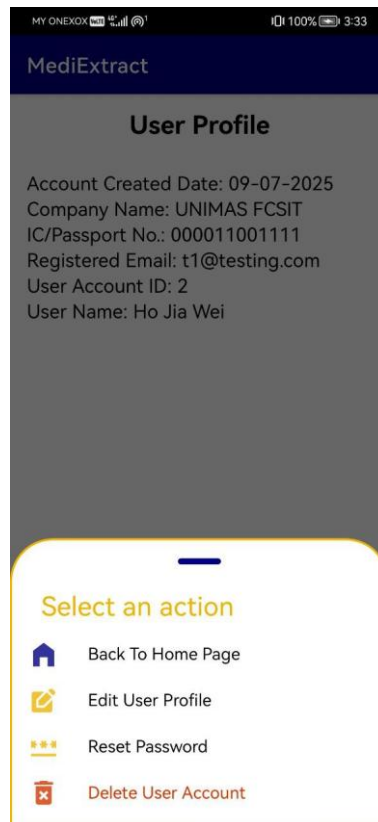 MY ONEXOX 100% 3:33
MediExtract
User Profile
Account Created Date: 09-07-2025
Company Name: UNIMAS FCSIT
IC/Passport No.: 000011001111
Registered Email: t1@testing.com
User Account ID: 2
User Name: Ho Jia Wei
Select an action
Back To Home Page
Edit User Profile
Reset Password
Delete User Account